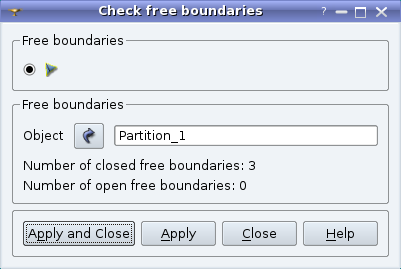 Check free boundaries
?
Free boundaries
Free boundaries
Object Partition_1
Number of closed free boundaries: 3
Number of open free boundaries: 0
Apply and Close Apply Close Help